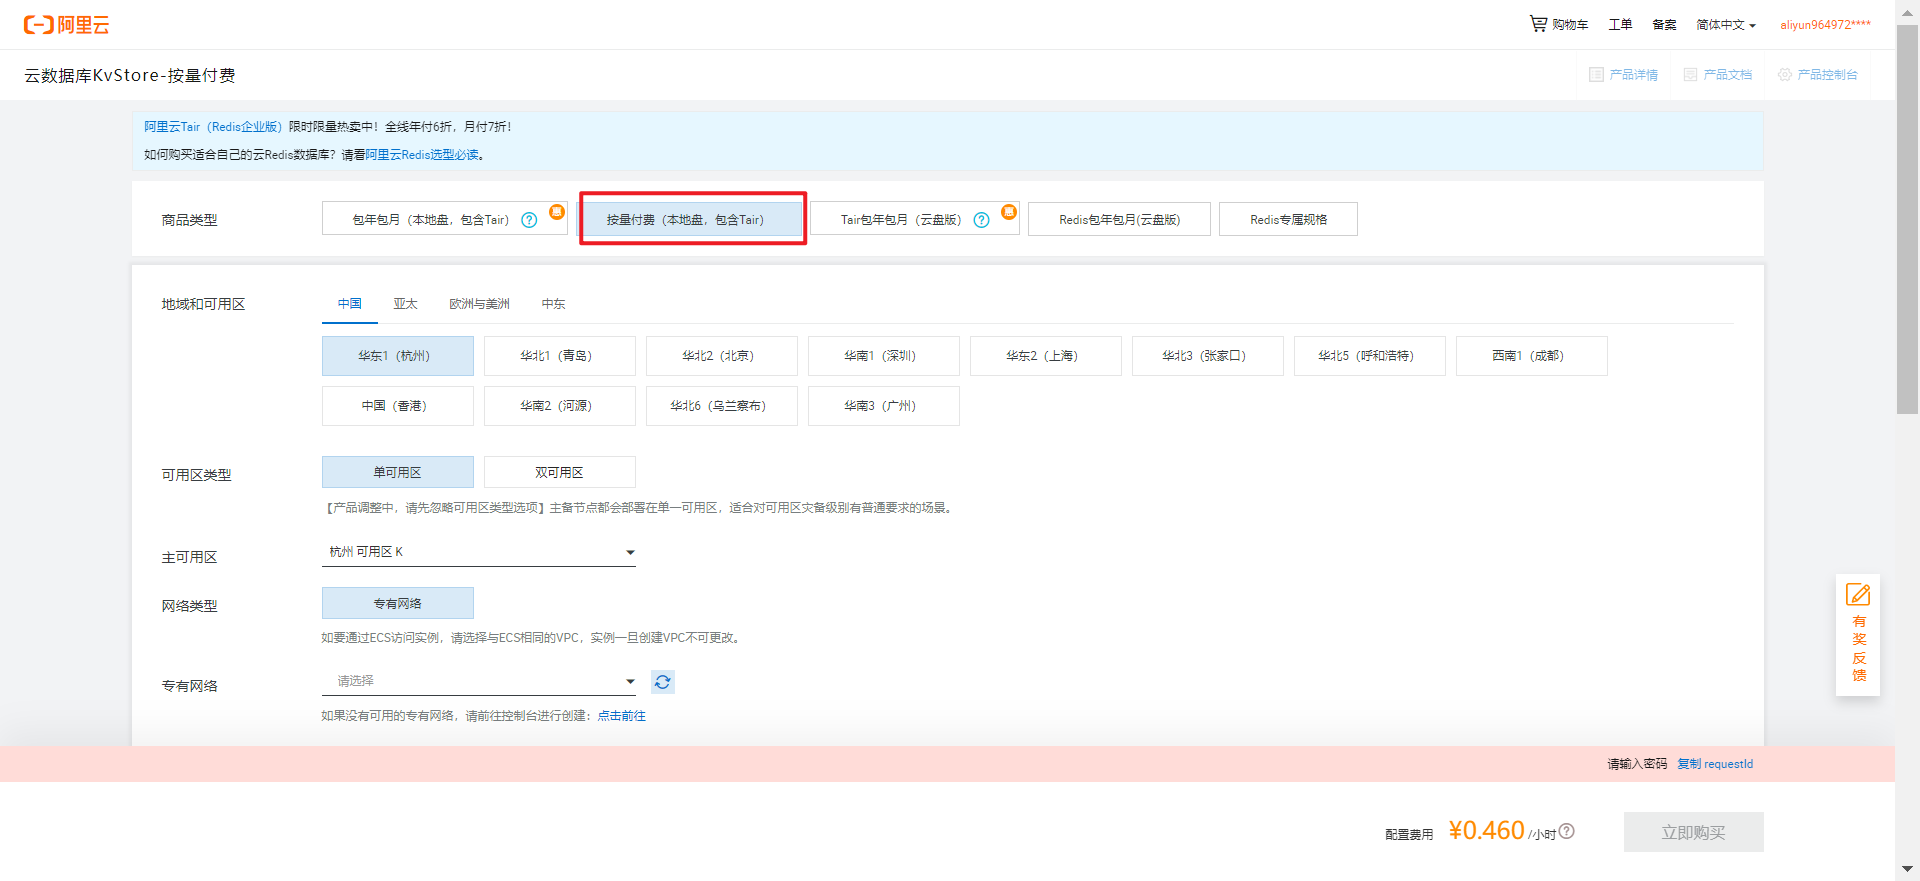 阿里云
购物车 工单 备案 简体中文 aliyun964972****
云数据库KvStore-按量付费
产品详情 产品文档 产品控制台
阿里云Tair（Redis企业版）限时限量热卖中！全线年付6折，月付7折！
如何购买适合自己的云Redis数据库？请看阿里云Redis选型必读。
商品类型
包年包月（本地盘，包含Tair） ? 惠
按量付费（本地盘，包含Tair）
Tair包年包月（云盘版） ? 惠
Redis包年包月(云盘版)
Redis专属规格
地域和可用区
中国 亚太 欧洲与美洲 中东
华东1（杭州） 华北1（青岛） 华北2（北京） 华南1（深圳） 华东2（上海） 华北3（张家口） 华北5（呼和浩特） 西南1（成都）
中国（香港） 华南2（河源） 华北6（乌兰察布） 华南3（广州）
可用区类型
单可用区 双可用区
【产品调整中，请先忽略可用区类型选项】主备节点都会部署在单一可用区，适合对可用区灾备级别有普通要求的场景。
主可用区
杭州 可用区 K
网络类型
专有网络
如要通过ECS访问实例，请选择与ECS相同的VPC，实例一旦创建VPC不可更改。
专有网络
请选择
如果没有可用的专有网络，请前往控制台进行创建：点击前往
有奖反馈
请输入密码 复制 requestId
配置费用 ¥0.460 /小时 ?
立即购买